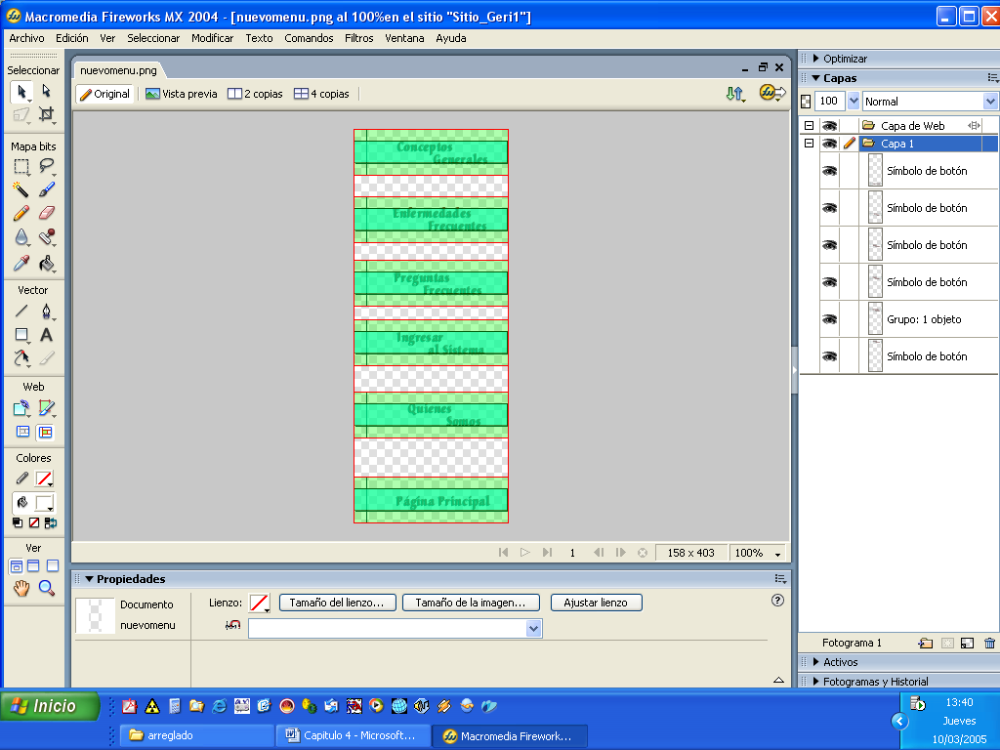 Macromedia Fireworks MX 2004 - [nuevomenu.png al 100%en el sitio "Sitio_Geri1"]
Archivo Edición Ver Seleccionar Modificar Texto Comandos Filtros Ventana Ayuda
Seleccionar
Mapa bits
Vector
Web
Colores
Ver
nuevomenu.png
Original Vista previa 2 copias 4 copias
Conceptos
Generales
Enfermedades
Frecuentes
Preguntas
Frecuentes
Ingresar
al Sistema
Quienes
Somos
Página Principal
1 158 x 403 100%
Propiedades
Documento
nuevomenu
Lienzo: Tamaño del lienzo... Tamaño de la imagen... Ajustar lienzo
Optimizar
Capas
100 Normal
Capa de Web
Capa 1
Símbolo de botón
Símbolo de botón
Símbolo de botón
Símbolo de botón
Grupo: 1 objeto
Símbolo de botón
Fotograma 1
Activos
Fotogramas y Historial
Inicio
arreglado Capitulo 4 - Microsoft... Macromedia Firework...
13:40
Jueves
10/03/2005